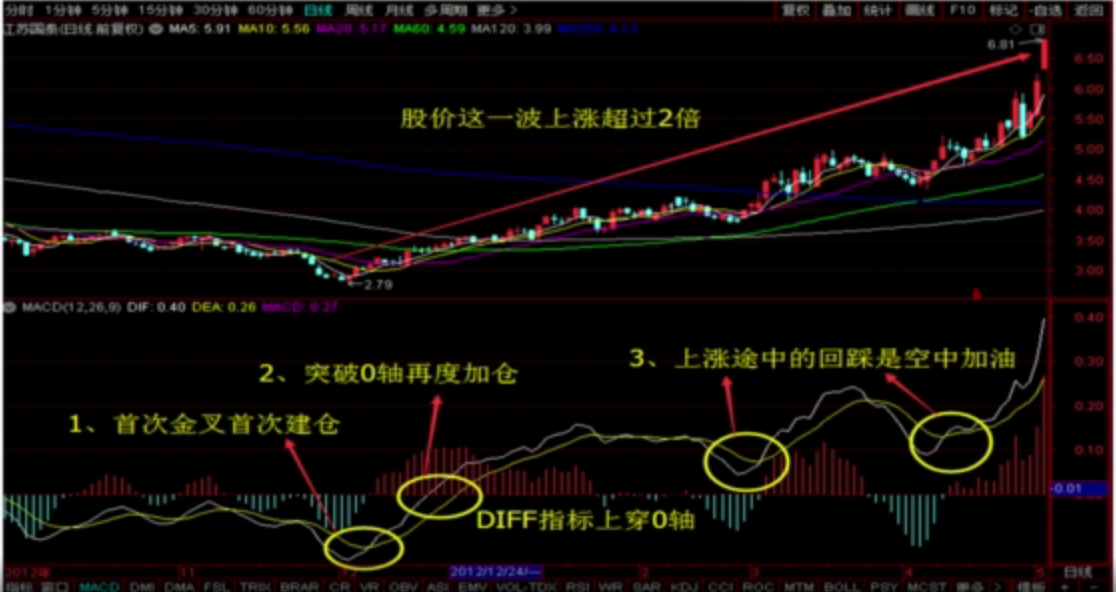 分时 1分钟 5分钟 15分钟 30分钟 60分钟 日线 周线 月线 多周期 更多> 复权 叠加 统计 画线 F10 标记 -自选 返回
江苏国泰(日线.前复权) MA5: 5.91 MA10: 5.56 MA20: 5.17 MA60: 4.59 MA120: 3.99 MA250: 4.13
6.81
6.50
6.00
股价这一波上涨超过2倍
5.50
5.00
4.50
4.00
3.50
3.00
2.79
MACD(12,26,9) DIF: 0.40 DEA: 0.26 MACD: 0.27
0.40
3、上涨途中的回踩是空中加油
0.30
2、突破0轴再度加仓
0.20
1、首次金叉首次建仓
0.10
-0.01
DIFF指标上穿0轴
2012年 11 12 2012/12/24/一 2 3 4 5 日线
指标 窗口 MACD DMI DMA FSL TRIX BRAR CR VR OBV ASI EMV VOL-TDX RSI WR SAR KDJ CCI ROC MTM BOLL PSY MCST 更多 > 模板 + -